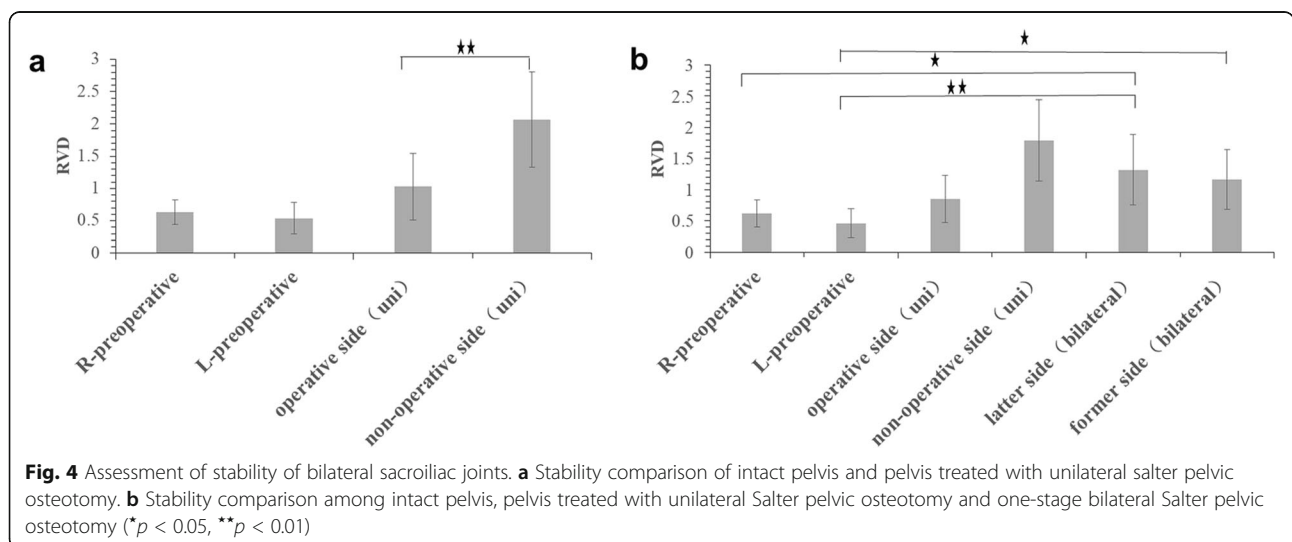 a
★★
3
2.5
2
1.5
1
0.5
0
RVD
R-preoperative
L-preoperative
operative side（uni）
non-operative side（uni）
b
★
★
★★
3
2.5
2
1.5
1
0.5
0
RVD
R-preoperative
L-preoperative
operative side（uni）
non-operative side（uni）
latter side（bilateral）
former side（bilateral）
Fig. 4 Assessment of stability of bilateral sacroiliac joints. a Stability comparison of intact pelvis and pelvis treated with unilateral salter pelvic
osteotomy. b Stability comparison among intact pelvis, pelvis treated with unilateral Salter pelvic osteotomy and one-stage bilateral Salter pelvic
osteotomy (★p < 0.05, ★★p < 0.01)